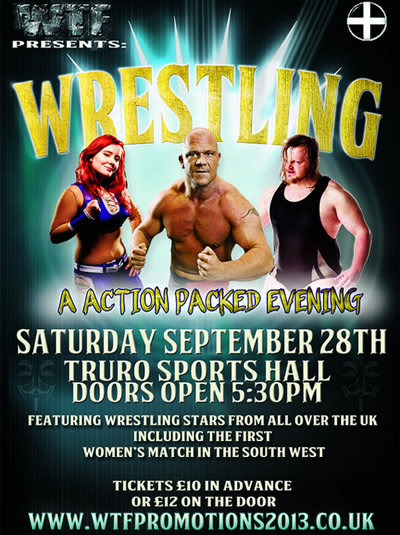 WTF
PRESENTS:
WRESTLING
A ACTION PACKED EVENING
SATURDAY SEPTEMBER 28TH
TRURO SPORTS HALL
DOORS OPEN 5:30PM
FEATURING WRESTLING STARS FROM ALL OVER THE UK
INCLUDING THE FIRST
WOMEN'S MATCH IN THE SOUTH WEST
TICKETS £10 IN ADVANCE
OR £12 ON THE DOOR
WWW.WTFPROMOTIONS2013.CO.UK